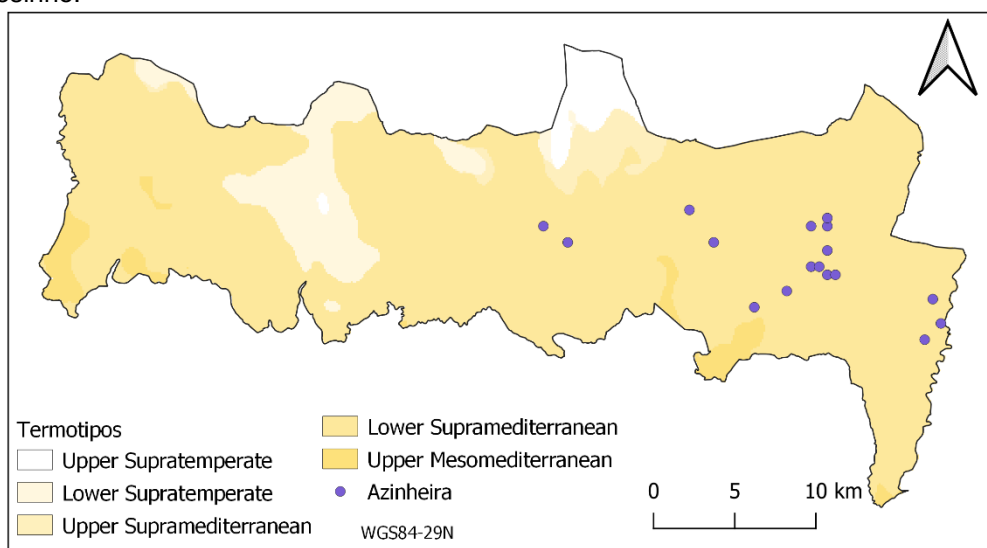 Termotipos
Upper Supratemperate
Lower Supratemperate
Upper Supramediterranean
Lower Supramediterranean
Upper Mesomediterranean
Azinheira
WGS84-29N
0 5 10 km